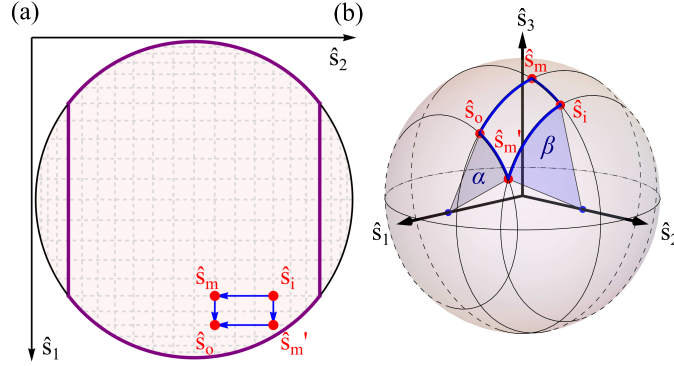 (a)
ŝ₂
ŝₘ
ŝᵢ
ŝₒ
ŝₘ'
ŝ₁
(b)
ŝ₃
ŝₘ
ŝᵢ
ŝₒ
ŝₘ'
β
α
ŝ₁
ŝ₂